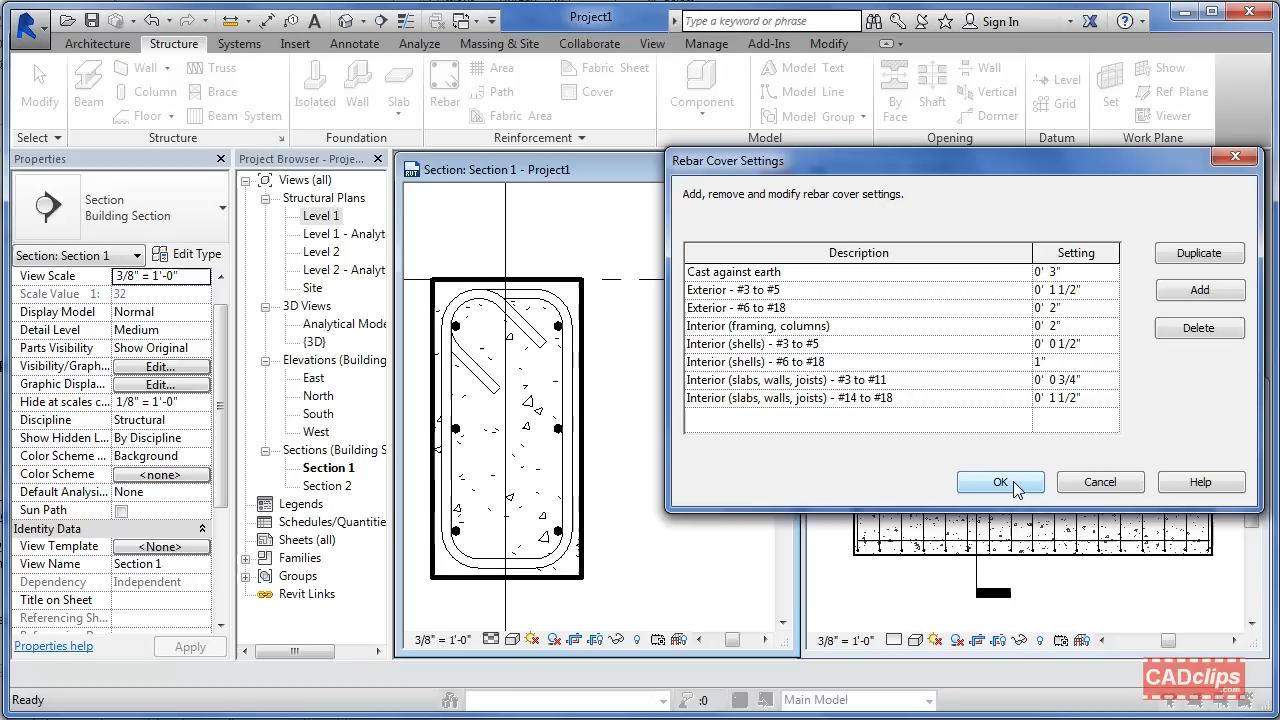 Project1
Type a keyword or phrase
Sign In
Architecture Structure Systems Insert Annotate Analyze Massing & Site Collaborate View Manage Add-Ins Modify
Modify
Select
Beam
Wall
Column
Floor
Truss
Beam System
Structure
Isolated
Wall
Slab
Foundation
Rebar
Area
Path
Fabric Area
Fabric Sheet
Cover
Reinforcement
Component
Model Text
Model Line
Model Group
Model
By Face
Shaft
Wall
Vertical
Dormer
Opening
Level
Grid
Datum
Set
Show
Ref Plane
Viewer
Work Plane
Properties
Section
Building Section
Section: Section 1
Edit Type
View Scale 3/8" = 1'-0"
Scale Value 1: 32
Display Model Normal
Detail Level Medium
Parts Visibility Show Original
Visibility/Graph... Edit...
Graphic Displa... Edit...
Hide at scales c... 1/8" = 1'-0"
Discipline Structural
Show Hidden L... By Discipline
Color Scheme ... Background
Color Scheme <none>
Default Analysi... None
Sun Path
Identity Data
View Template <None>
View Name Section 1
Dependency Independent
Title on Sheet
Referencing Sh...
Properties help
Apply
Project Browser - Proje...
Views (all)
Structural Plans
Level 1
Level 1 - Analyt
Level 2
Level 2 - Analyt
Site
3D Views
Analytical Mode
{3D}
Elevations (Building
East
North
South
West
Sections (Building S
Section 1
Section 2
Legends
Schedules/Quantitie
Sheets (all)
Families
Groups
Revit Links
Section: Section 1 - Project1
3/8" = 1'-0"
Rebar Cover Settings
Add, remove and modify rebar cover settings.
Description Setting
Cast against earth 0' 3"
Exterior - #3 to #5 0' 1 1/2"
Exterior - #6 to #18 0' 2"
Interior (framing, columns) 0' 2"
Interior (shells) - #3 to #5 0' 0 1/2"
Interior (shells) - #6 to #18 1"
Interior (slabs, walls, joists) - #3 to #11 0' 0 3/4"
Interior (slabs, walls, joists) - #14 to #18 0' 1 1/2"
Duplicate
Add
Delete
OK
Cancel
Help
3/8" = 1'-0"
CADclips
.com
Ready
:0
Main Model